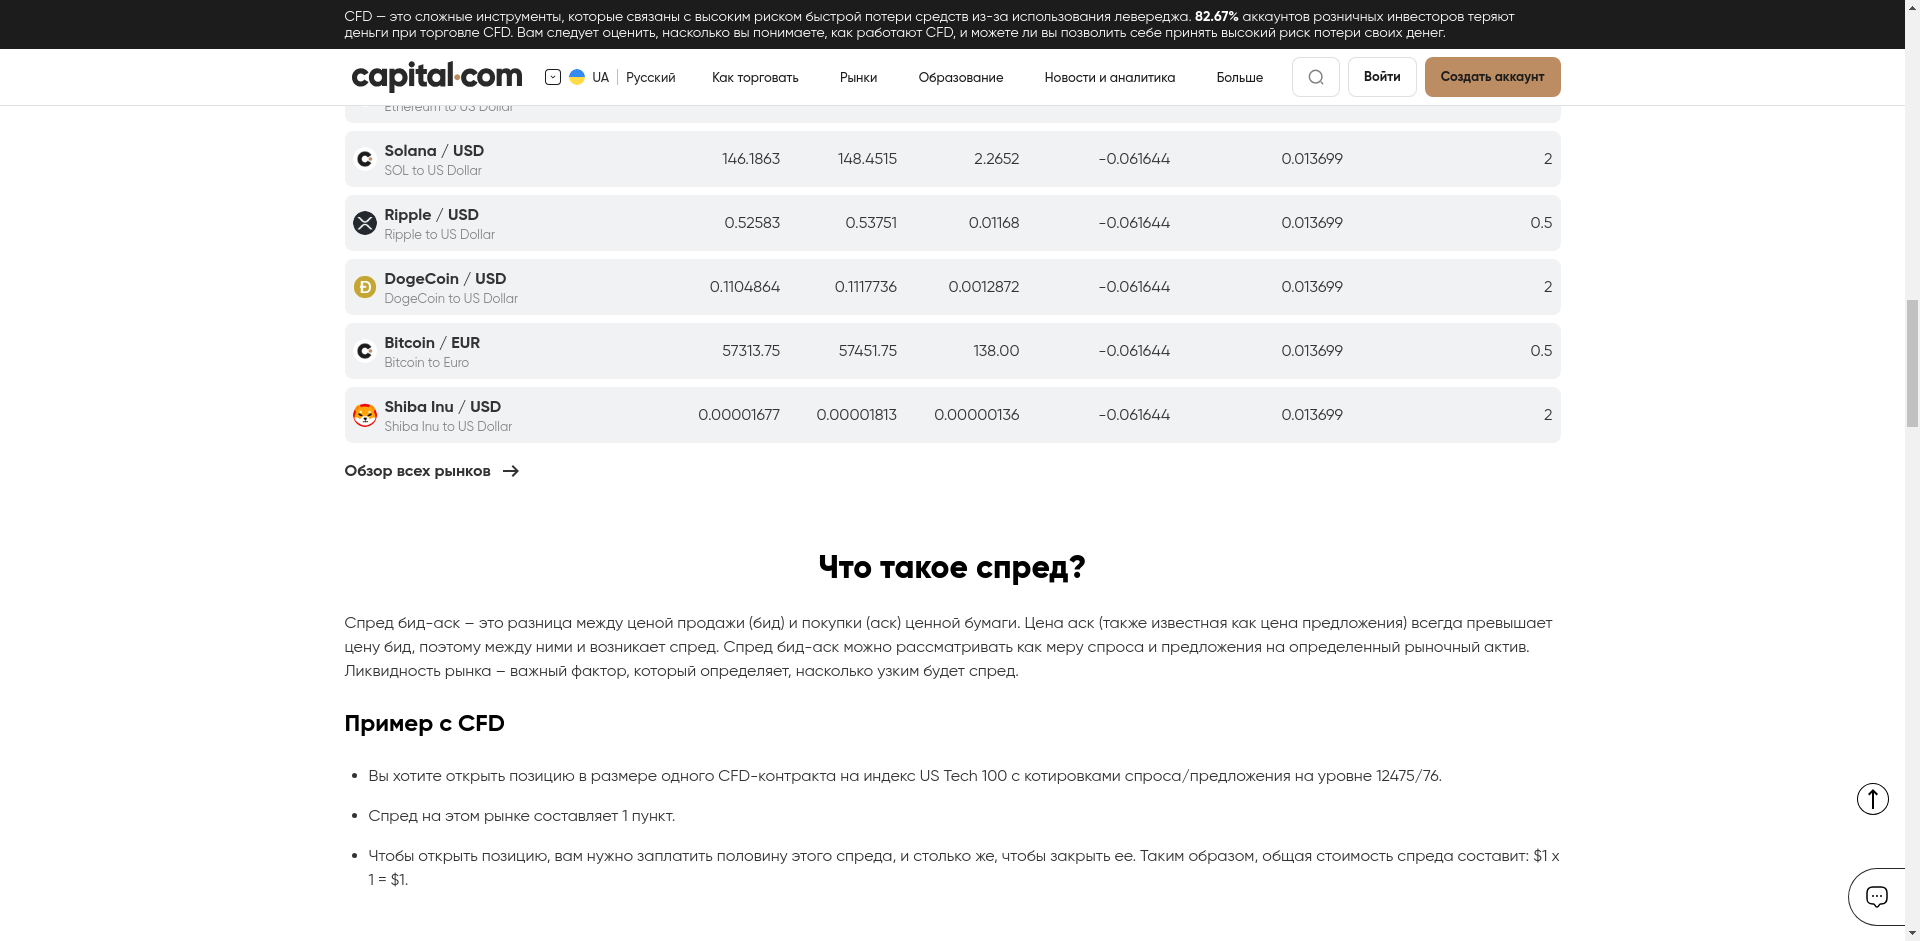 CFD — это сложные инструменты, которые связаны с высоким риском быстрой потери средств из-за использования левереджа. 82.67% аккаунтов розничных инвесторов теряют
деньги при торговле CFD. Вам следует оценить, насколько вы понимаете, как работают CFD, и можете ли вы позволить себе принять высокий риск потери своих денег.
capital.com UA Русский Как торговать Рынки Образование Новости и аналитика Больше Войти Создать аккаунт
Ethereum to US Dollar
Solana / USD
SOL to US Dollar
146.1863 148.4515 2.2652 -0.061644 0.013699 2
Ripple / USD
Ripple to US Dollar
0.52583 0.53751 0.01168 -0.061644 0.013699 0.5
DogeCoin / USD
DogeCoin to US Dollar
0.1104864 0.1117736 0.0012872 -0.061644 0.013699 2
Bitcoin / EUR
Bitcoin to Euro
57313.75 57451.75 138.00 -0.061644 0.013699 0.5
Shiba Inu / USD
Shiba Inu to US Dollar
0.00001677 0.00001813 0.00000136 -0.061644 0.013699 2
Обзор всех рынков
Что такое спред?
Спред бид-аск – это разница между ценой продажи (бид) и покупки (аск) ценной бумаги. Цена аск (также известная как цена предложения) всегда превышает
цену бид, поэтому между ними и возникает спред. Спред бид-аск можно рассматривать как меру спроса и предложения на определенный рыночный актив.
Ликвидность рынка – важный фактор, который определяет, насколько узким будет спред.
Пример с CFD
• Вы хотите открыть позицию в размере одного CFD-контракта на индекс US Tech 100 с котировками спроса/предложения на уровне 12475/76.
• Спред на этом рынке составляет 1 пункт.
• Чтобы открыть позицию, вам нужно заплатить половину этого спреда, и столько же, чтобы закрыть ее. Таким образом, общая стоимость спреда составит: $1 x
1 = $1.